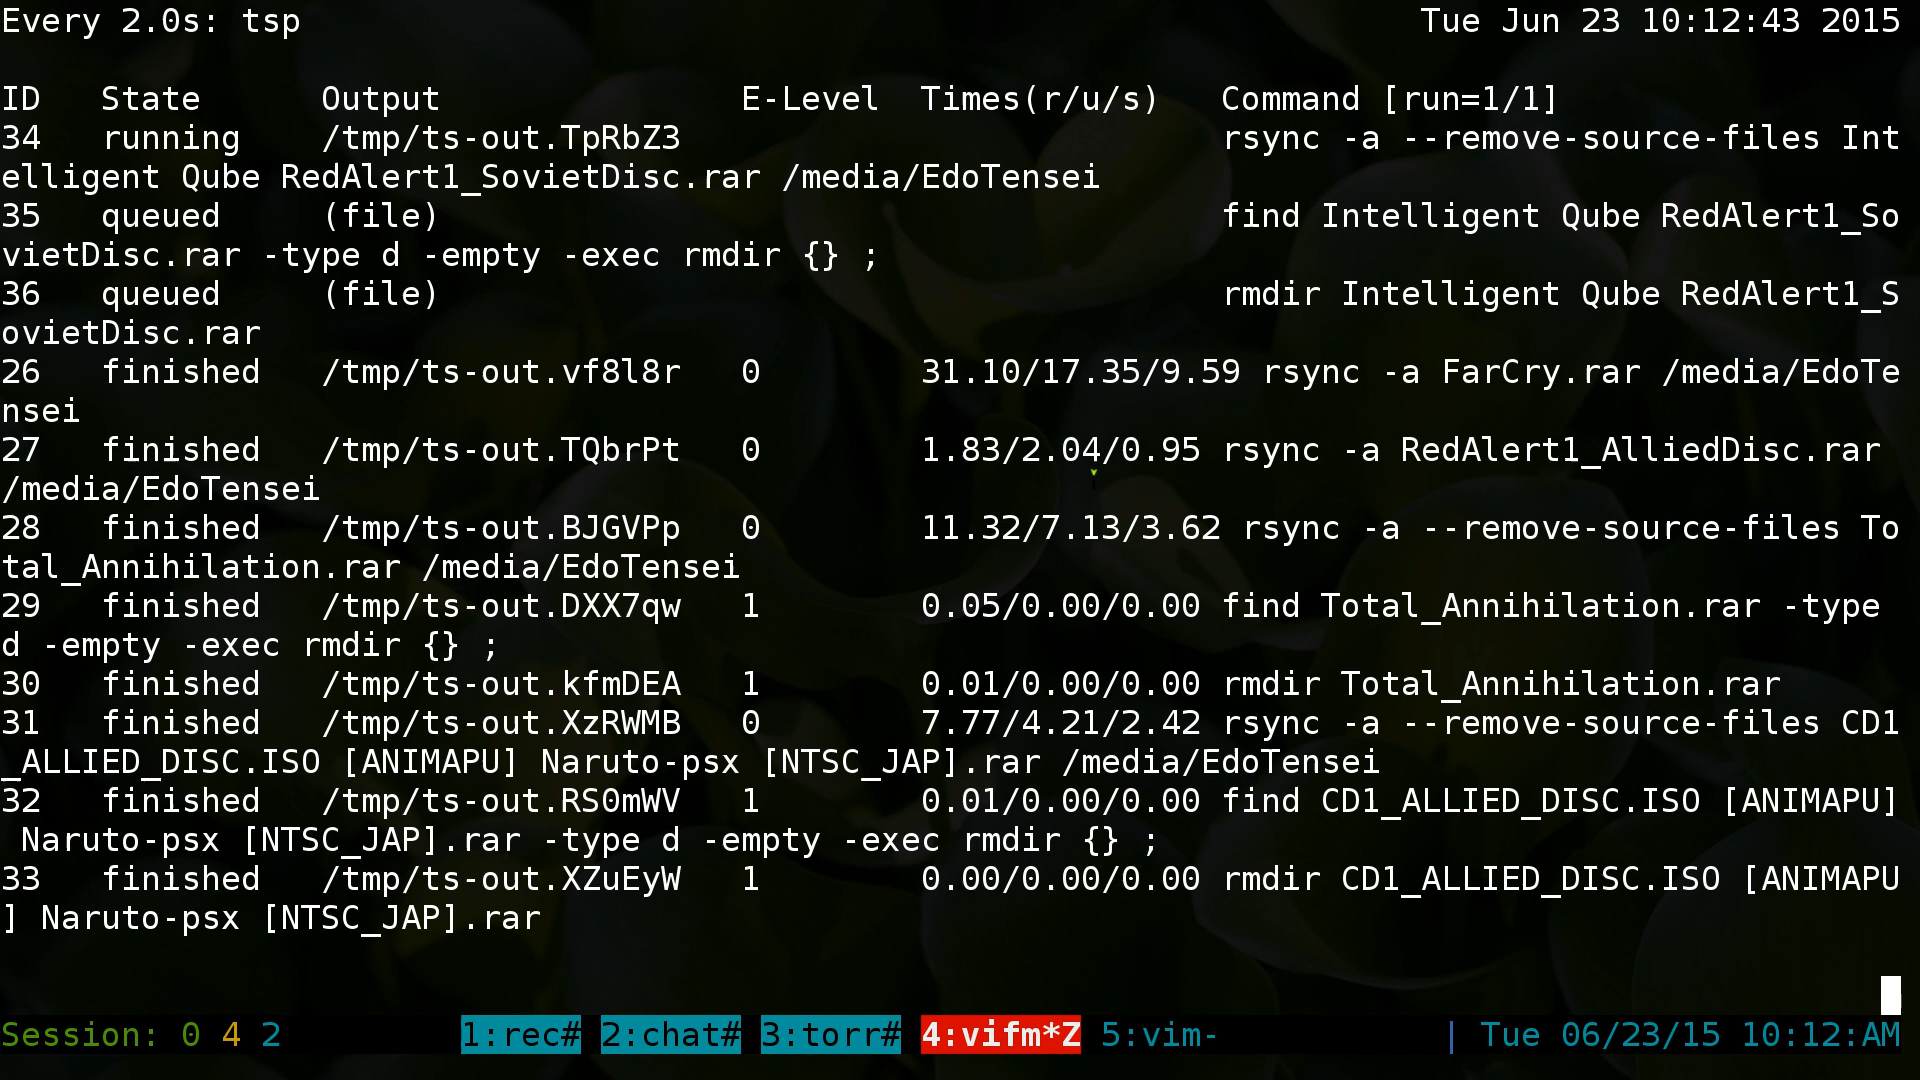 Every 2.0s: tsp Tue Jun 23 10:12:43 2015
ID State Output E-Level Times(r/u/s) Command [run=1/1]
34 running /tmp/ts-out.TpRbZ3 rsync -a --remove-source-files Int
elligent Qube RedAlert1_SovietDisc.rar /media/EdoTensei
35 queued (file) find Intelligent Qube RedAlert1_So
vietDisc.rar -type d -empty -exec rmdir {} ;
36 queued (file) rmdir Intelligent Qube RedAlert1_S
ovietDisc.rar
26 finished /tmp/ts-out.vf8l8r 0 31.10/17.35/9.59 rsync -a FarCry.rar /media/EdoTe
nsei
27 finished /tmp/ts-out.TQbrPt 0 1.83/2.04/0.95 rsync -a RedAlert1_AlliedDisc.rar
/media/EdoTensei
28 finished /tmp/ts-out.BJGVPp 0 11.32/7.13/3.62 rsync -a --remove-source-files To
tal_Annihilation.rar /media/EdoTensei
29 finished /tmp/ts-out.DXX7qw 1 0.05/0.00/0.00 find Total_Annihilation.rar -type
d -empty -exec rmdir {} ;
30 finished /tmp/ts-out.kfmDEA 1 0.01/0.00/0.00 rmdir Total_Annihilation.rar
31 finished /tmp/ts-out.XzRWMB 0 7.77/4.21/2.42 rsync -a --remove-source-files CD1
_ALLIED_DISC.ISO [ANIMAPU] Naruto-psx [NTSC_JAP].rar /media/EdoTensei
32 finished /tmp/ts-out.RS0mWV 1 0.01/0.00/0.00 find CD1_ALLIED_DISC.ISO [ANIMAPU]
Naruto-psx [NTSC_JAP].rar -type d -empty -exec rmdir {} ;
33 finished /tmp/ts-out.XZuEyW 1 0.00/0.00/0.00 rmdir CD1_ALLIED_DISC.ISO [ANIMAPU
] Naruto-psx [NTSC_JAP].rar
Session: 0 4 2 1:rec# 2:chat# 3:torr# 4:vifm*Z 5:vim- | Tue 06/23/15 10:12:AM